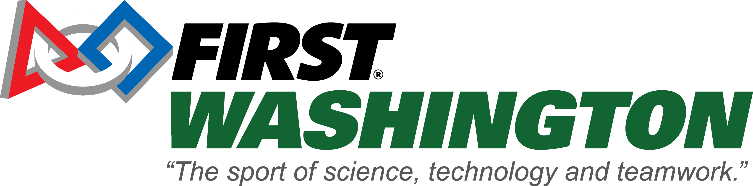 FIRST®
WASHINGTON
“The sport of science, technology and teamwork.”